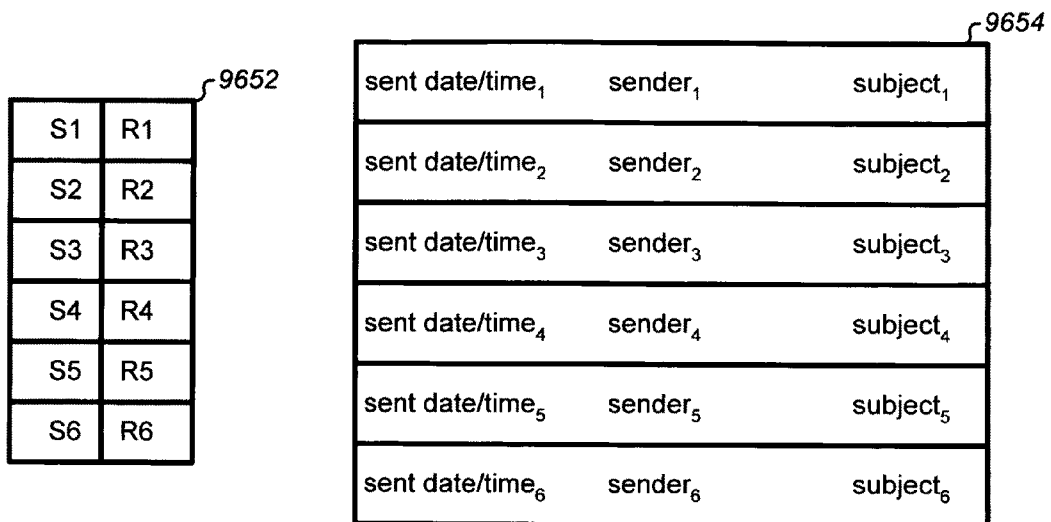 9652
S1 R1
S2 R2
S3 R3
S4 R4
S5 R5
S6 R6
9654
sent date/time₁ sender₁ subject₁
sent date/time₂ sender₂ subject₂
sent date/time₃ sender₃ subject₃
sent date/time₄ sender₄ subject₄
sent date/time₅ sender₅ subject₅
sent date/time₆ sender₆ subject₆